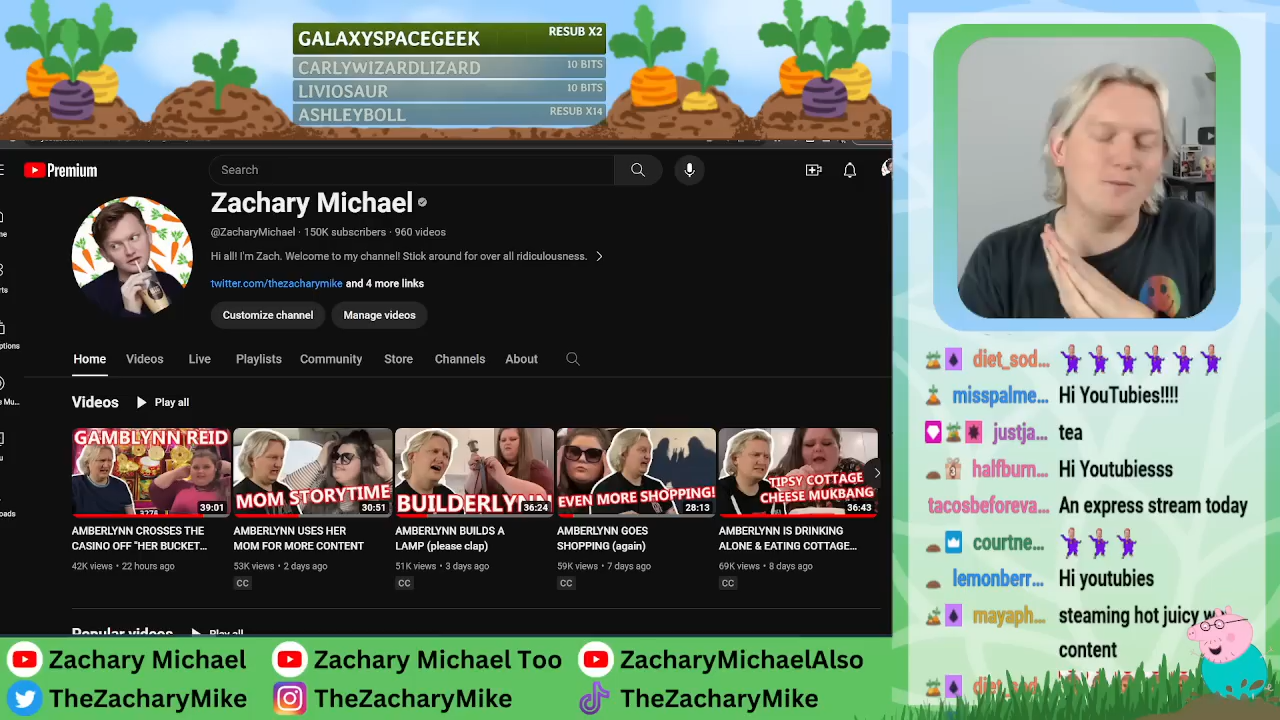 GALAXYSPACEGEEK RESUB X2
CARLYWIZARDLIZARD 10 BITS
LIVIOSAUR 10 BITS
ASHLEYBOLL RESUB X14
Premium
Search
Zachary Michael
@ZacharyMichael · 150K subscribers · 960 videos
Hi all! I'm Zach. Welcome to my channel! Stick around for over all ridiculousness.
twitter.com/thezacharymike and 4 more links
Customize channel Manage videos
Home Videos Live Playlists Community Store Channels About
Videos Play all
GAMBLYNN REID
39:01
MOM STORYTIME
30:51
BUILDERLYNN
36:24
EVEN MORE SHOPPING!
28:13
TIPSY COTTAGE
CHEESE MUKBANG
36:43
AMBERLYNN CROSSES THE
CASINO OFF "HER BUCKET...
42K views · 22 hours ago
AMBERLYNN USES HER
MOM FOR MORE CONTENT
53K views · 2 days ago
CC
AMBERLYNN BUILDS A
LAMP (please clap)
51K views · 3 days ago
CC
AMBERLYNN GOES
SHOPPING (again)
59K views · 7 days ago
CC
AMBERLYNN IS DRINKING
ALONE & EATING COTTAGE...
69K views · 8 days ago
CC
Popular videos Play all
diet_sod...
misspalme... Hi YouTubies!!!!
justja... tea
halfburn... Hi Youtubiesss
tacosbeforeva... An express stream today
courtne...
lemonberr... Hi youtubies
mayaph... steaming hot juicy
content
Zachary Michael Zachary Michael Too ZacharyMichaelAlso
TheZacharyMike TheZacharyMike TheZacharyMike